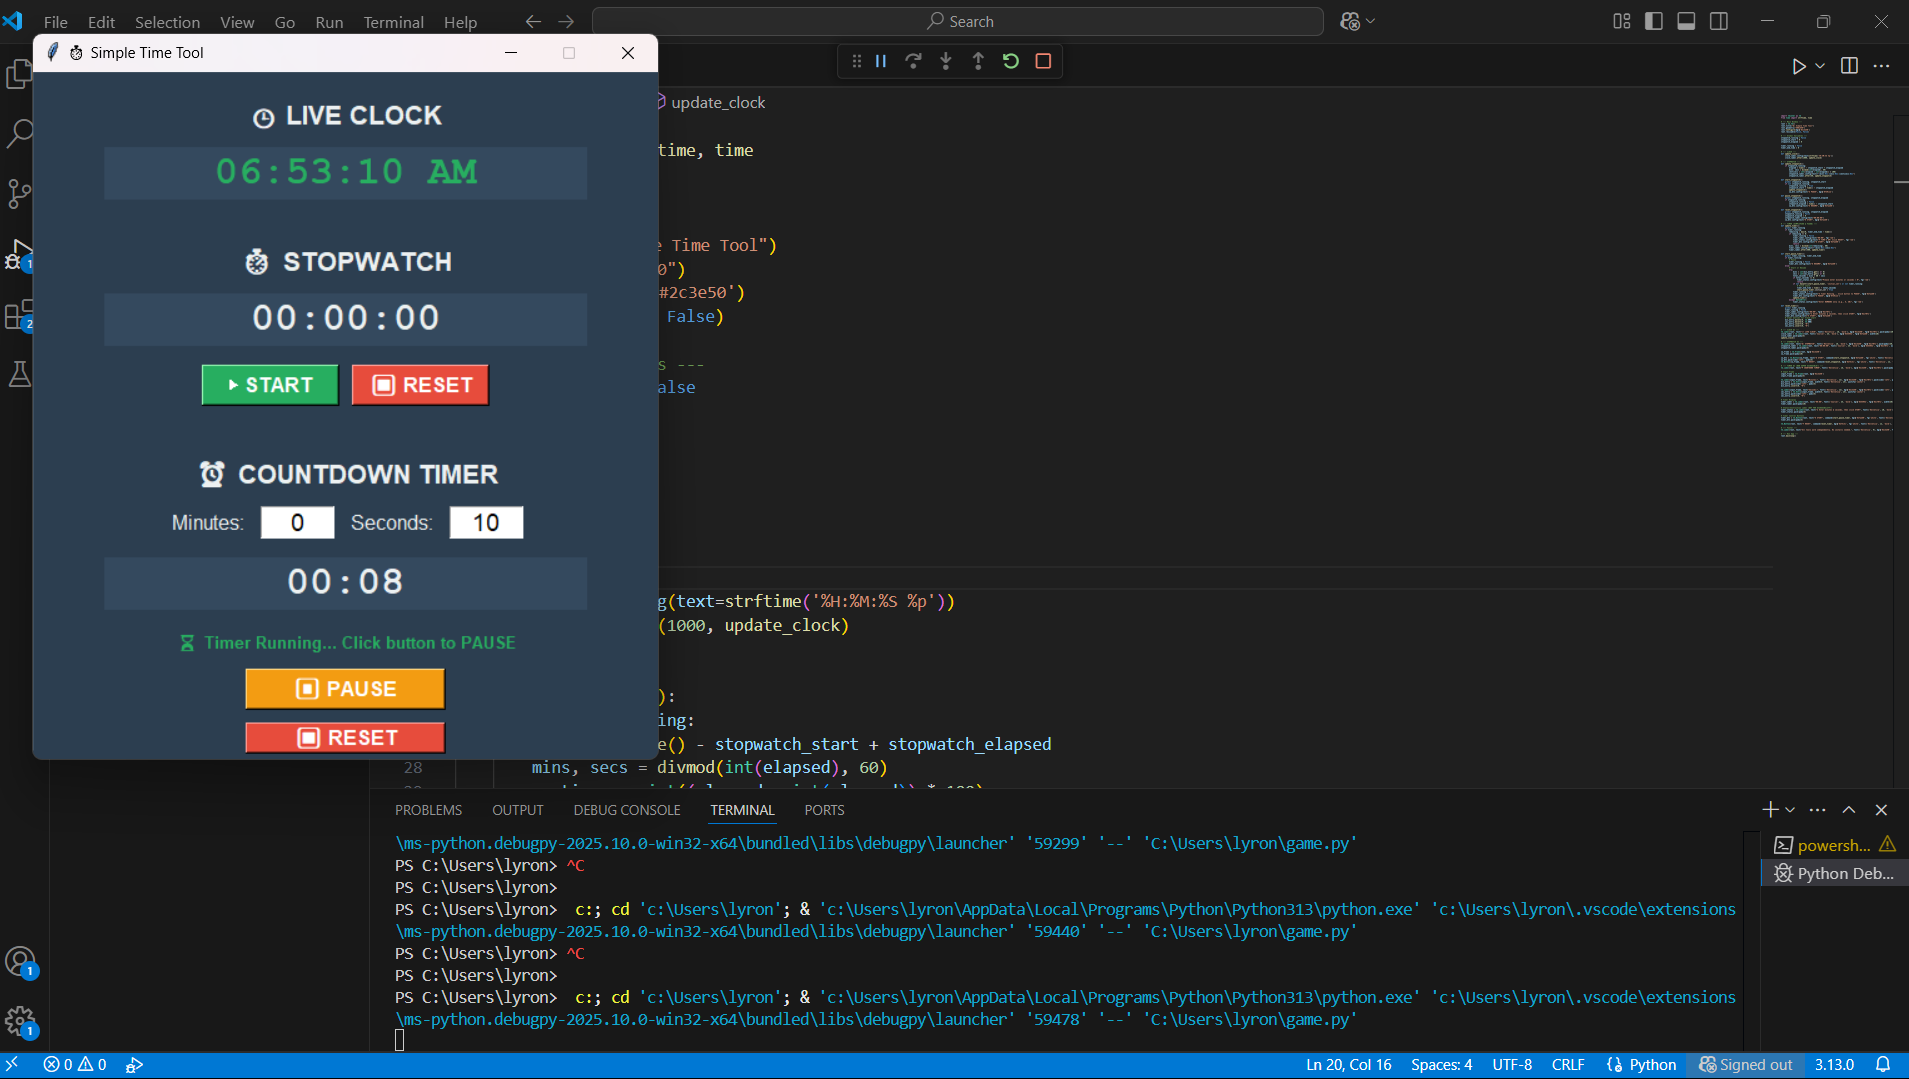 File Edit Selection View Go Run Terminal Help
Search
Simple Time Tool
LIVE CLOCK
06:53:10 AM
STOPWATCH
00:00:00
START RESET
COUNTDOWN TIMER
Minutes: 0 Seconds: 10
00:08
Timer Running... Click button to PAUSE
PAUSE
RESET
update_clock
time, time
e Time Tool")
0")
#2c3e50')
False)
s ---
alse
g(text=strftime('%H:%M:%S %p'))
(1000, update_clock)
):
ing:
e() - stopwatch_start + stopwatch_elapsed
28 mins, secs = divmod(int(elapsed), 60)
1
2
PROBLEMS OUTPUT DEBUG CONSOLE TERMINAL PORTS
\ms-python.debugpy-2025.10.0-win32-x64\bundled\libs\debugpy\launcher' '59299' '--' 'C:\Users\lyron\game.py'
PS C:\Users\lyron> ^C
PS C:\Users\lyron>
PS C:\Users\lyron>  c:; cd 'c:\Users\lyron'; & 'c:\Users\lyron\AppData\Local\Programs\Python\Python313\python.exe' 'c:\Users\lyron\.vscode\extensions
\ms-python.debugpy-2025.10.0-win32-x64\bundled\libs\debugpy\launcher' '59440' '--' 'C:\Users\lyron\game.py'
PS C:\Users\lyron> ^C
PS C:\Users\lyron>
PS C:\Users\lyron>  c:; cd 'c:\Users\lyron'; & 'c:\Users\lyron\AppData\Local\Programs\Python\Python313\python.exe' 'c:\Users\lyron\.vscode\extensions
\ms-python.debugpy-2025.10.0-win32-x64\bundled\libs\debugpy\launcher' '59478' '--' 'C:\Users\lyron\game.py'
powersh...
Python Deb...
1
1
0 0
Ln 20, Col 16 Spaces: 4 UTF-8 CRLF Python Signed out 3.13.0